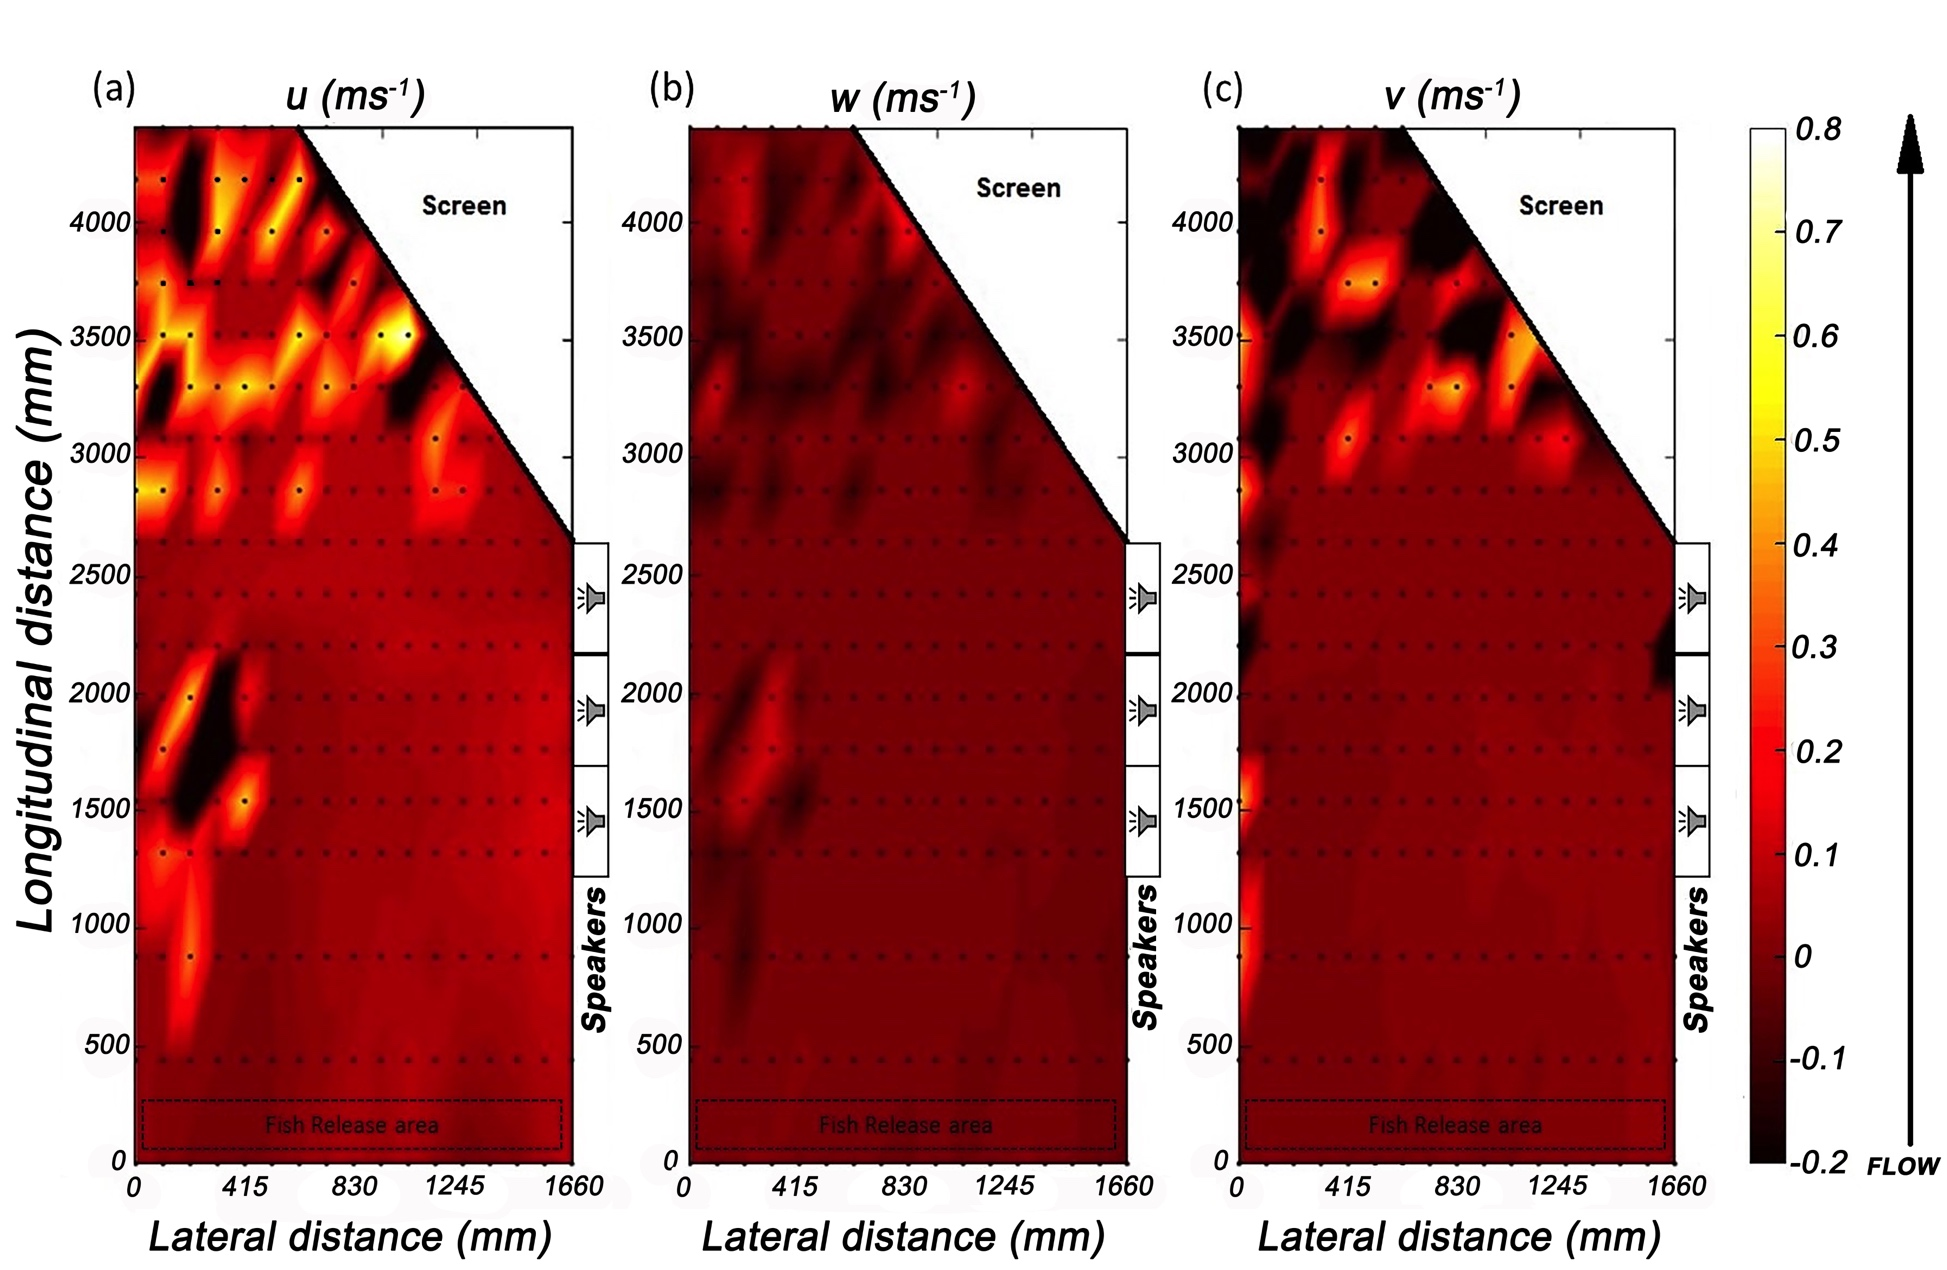 (a)
u (ms-1)
(b)
w (ms-1)
(c)
v (ms-1)
Longitudinal distance (mm)
4000
3500
3000
2500
2000
1500
1000
500
0
Screen
Speakers
Fish Release area
0 415 830 1245 1660
Lateral distance (mm)
4000
3500
3000
2500
2000
1500
1000
500
0
Screen
Speakers
Fish Release area
0 415 830 1245 1660
Lateral distance (mm)
4000
3500
3000
2500
2000
1500
1000
500
0
Screen
Speakers
Fish Release area
0 415 830 1245 1660
Lateral distance (mm)
0.8
0.7
0.6
0.5
0.4
0.3
0.2
0.1
0
-0.1
-0.2
FLOW